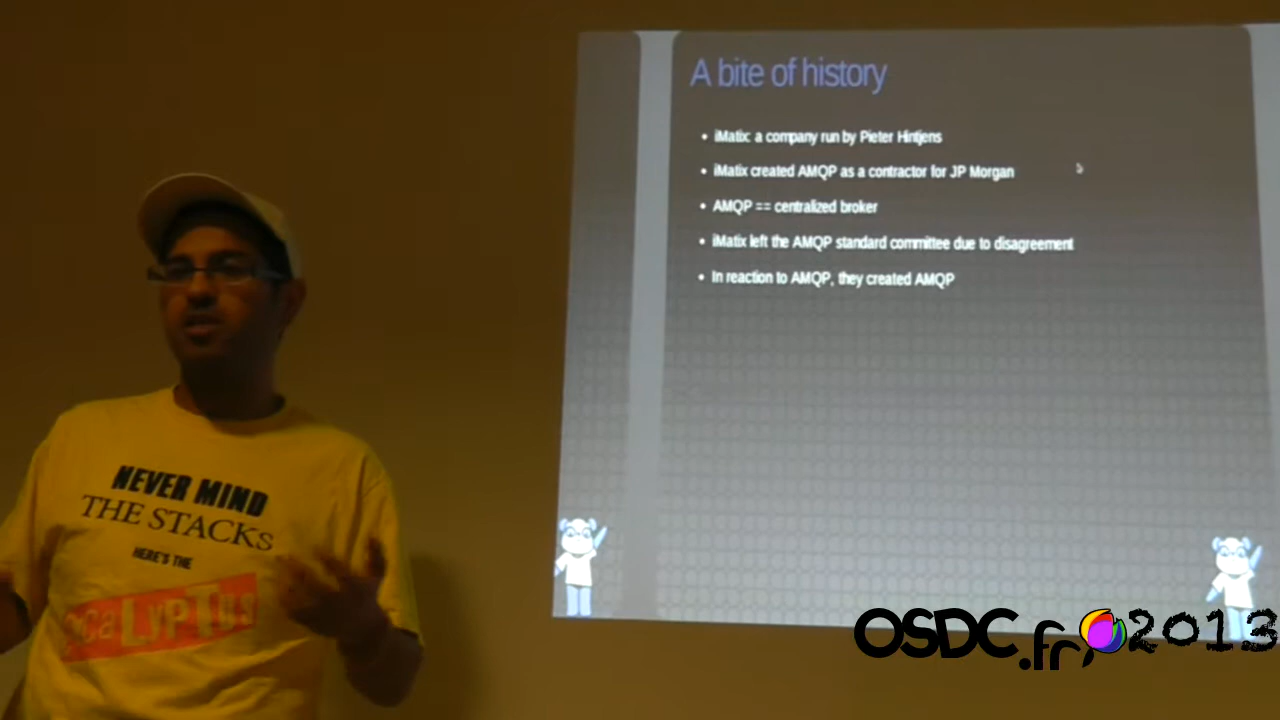 A bite of history
• iMatix: a company run by Pieter Hintjens
• iMatix created AMQP as a contractor for JP Morgan
• AMQP == centralized broker
• iMatix left the AMQP standard committee due to disagreement
• In reaction to AMQP, they created AMQP
NEVER MIND
THE STACKS
HERE'S THE
OSDC.fr 2013